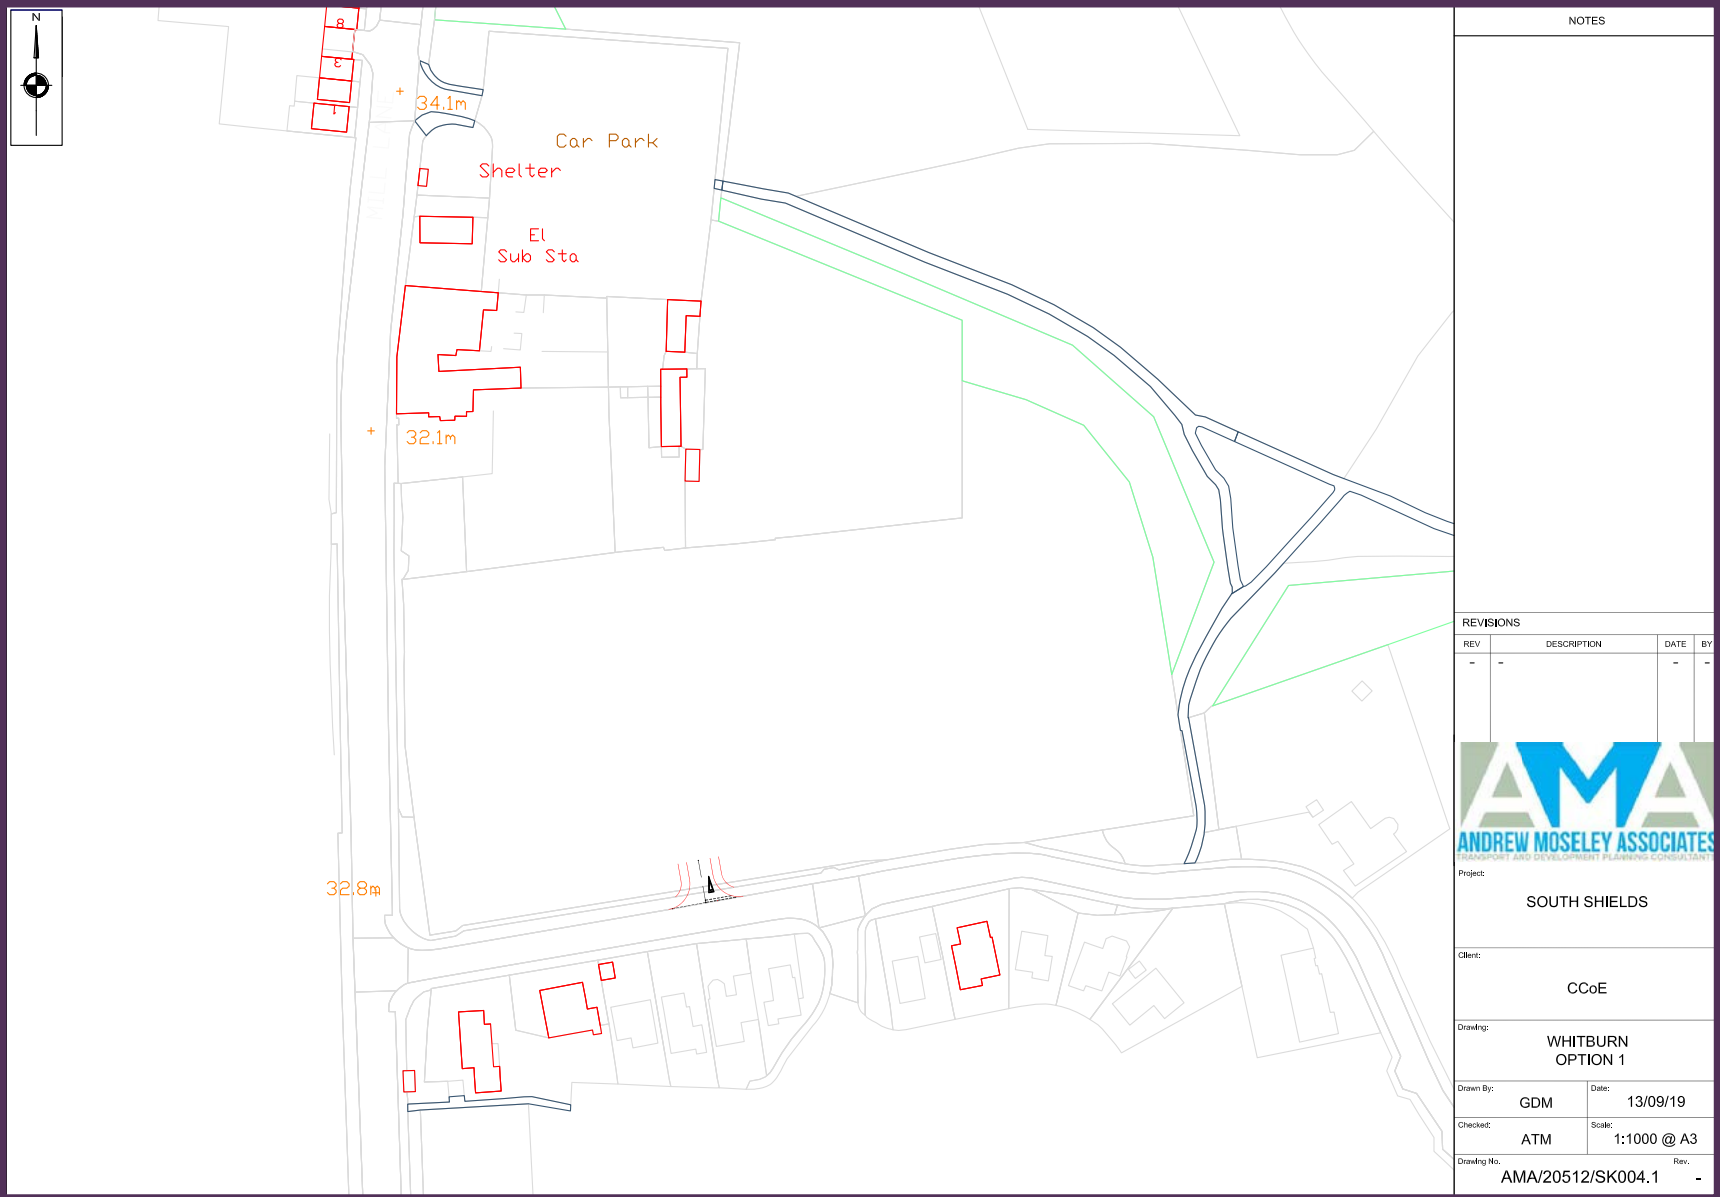 N
8
3
1
34.1m
Car Park
Shelter
El
Sub Sta
32.1m
32.8m
NOTES
REVISIONS
REV DESCRIPTION DATE BY
- - - -
AMA
ANDREW MOSELEY ASSOCIATES
TRANSPORT AND DEVELOPMENT PLANNING CONSULTANTS
Project:
SOUTH SHIELDS
Client:
CCoE
Drawing:
WHITBURN
OPTION 1
Drawn By: Date:
GDM 13/09/19
Checked: Scale:
ATM 1:1000 @ A3
Drawing No. Rev.
AMA/20512/SK004.1 -